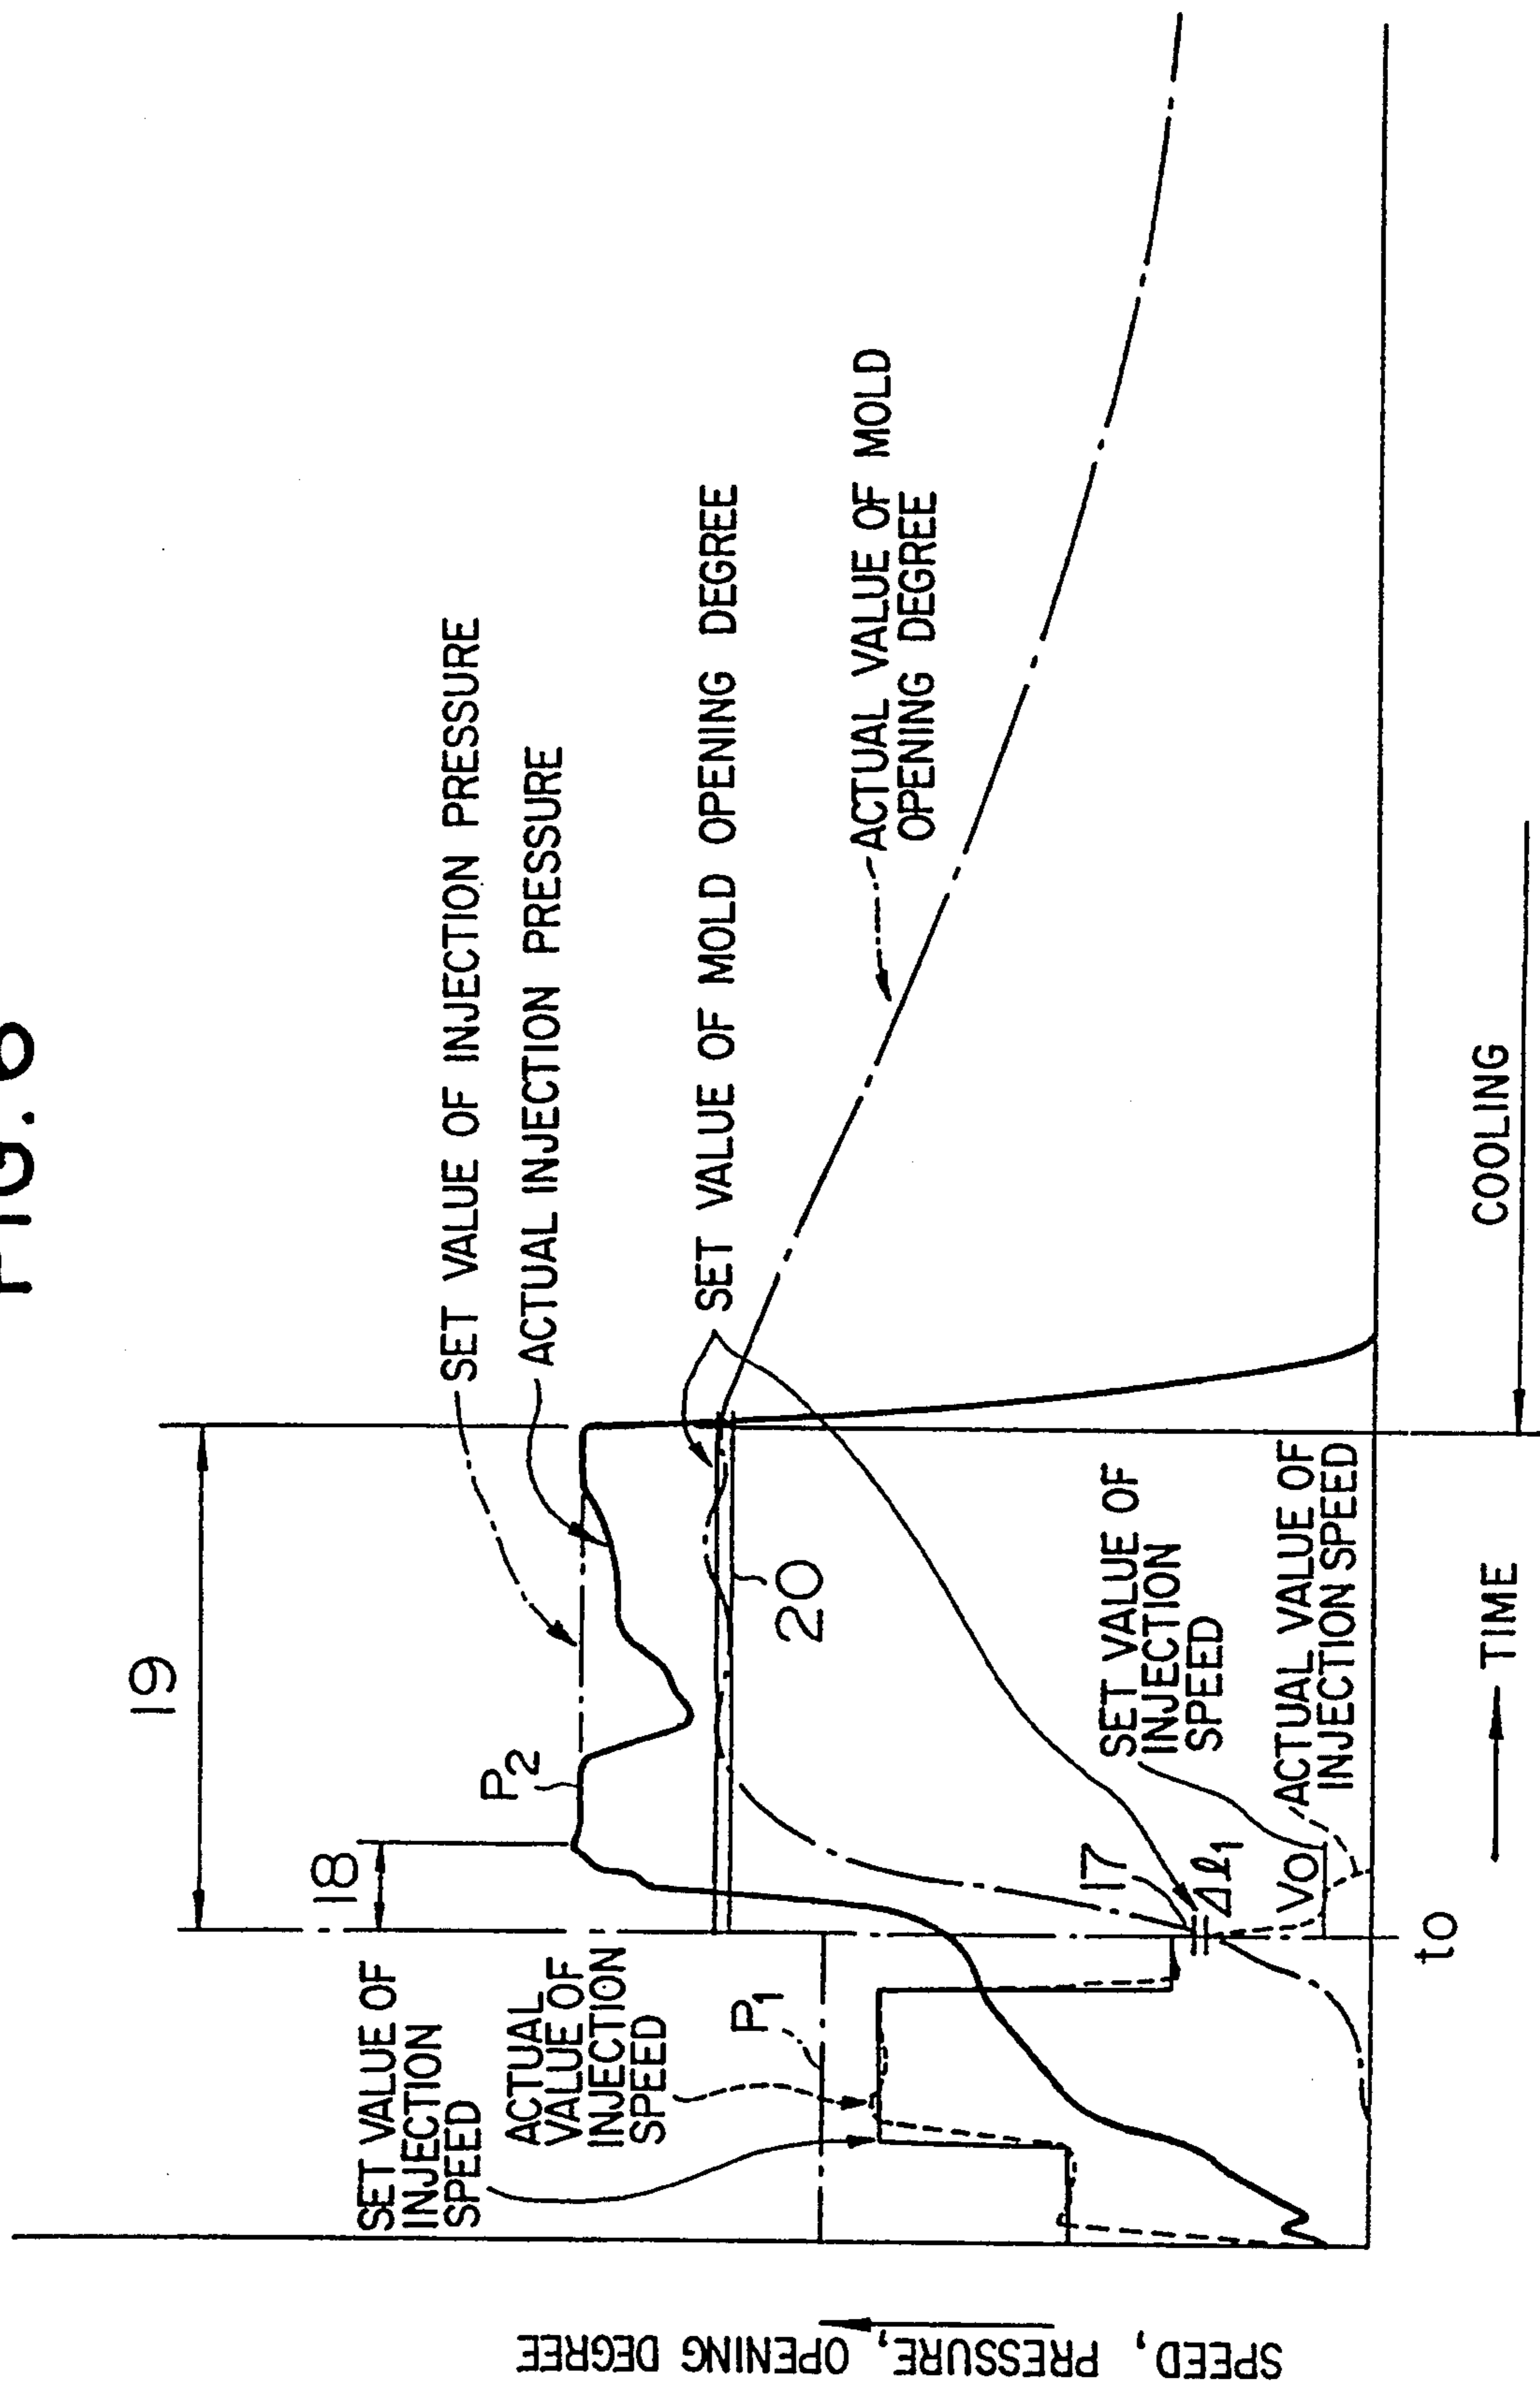 FIG.
19
18
P2
SET VALUE OF INJECTION PRESSURE
ACTUAL INJECTION PRESSURE
SET VALUE OF MOLD OPENING DEGREE
ACTUAL VALUE OF MOLD
OPENING DEGREE
SET VALUE OF
INJECTION
SPEED
ACTUAL
VALUE OF
INJECTION
SPEED
P1
20
17
Δℓ1
SET VALUE OF
INJECTION
SPEED
VO
ACTUAL VALUE OF
INJECTION SPEED
to
TIME
COOLING
SPEED, PRESSURE, OPENING DEGREE